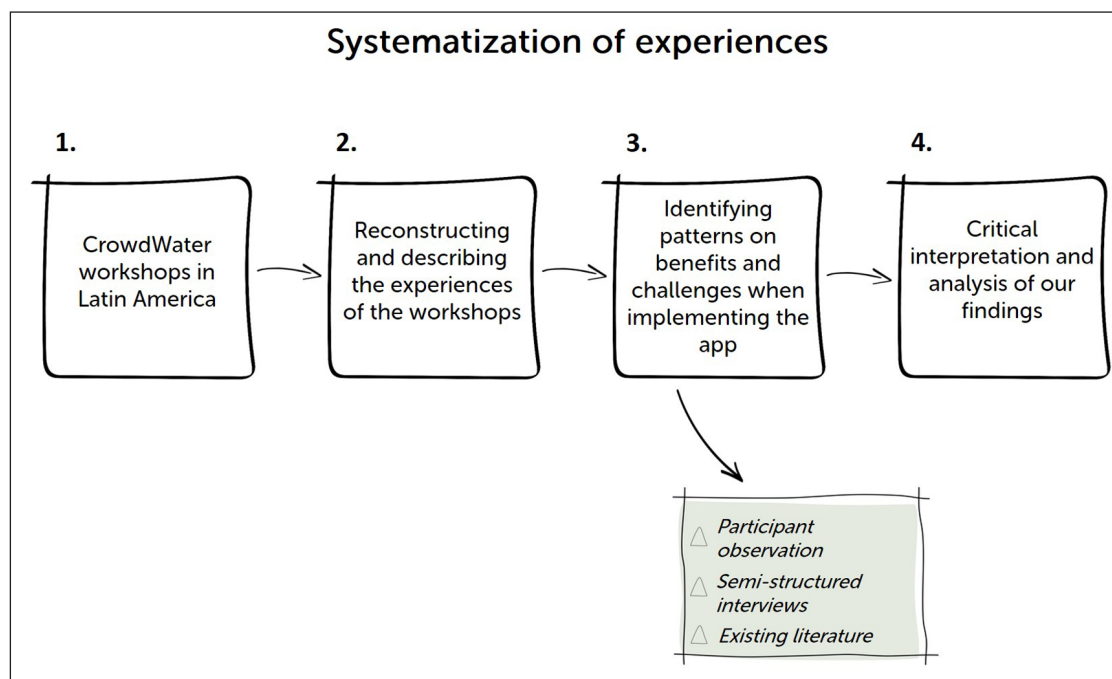 Systematization of experiences
1.
CrowdWater
workshops in
Latin America
2.
Reconstructing
and describing
the experiences
of the workshops
3.
Identifying
patterns on
benefits and
challenges when
implementing the
app
4.
Critical
interpretation and
analysis of our
findings
Participant
observation
Semi-structured
interviews
Existing literature